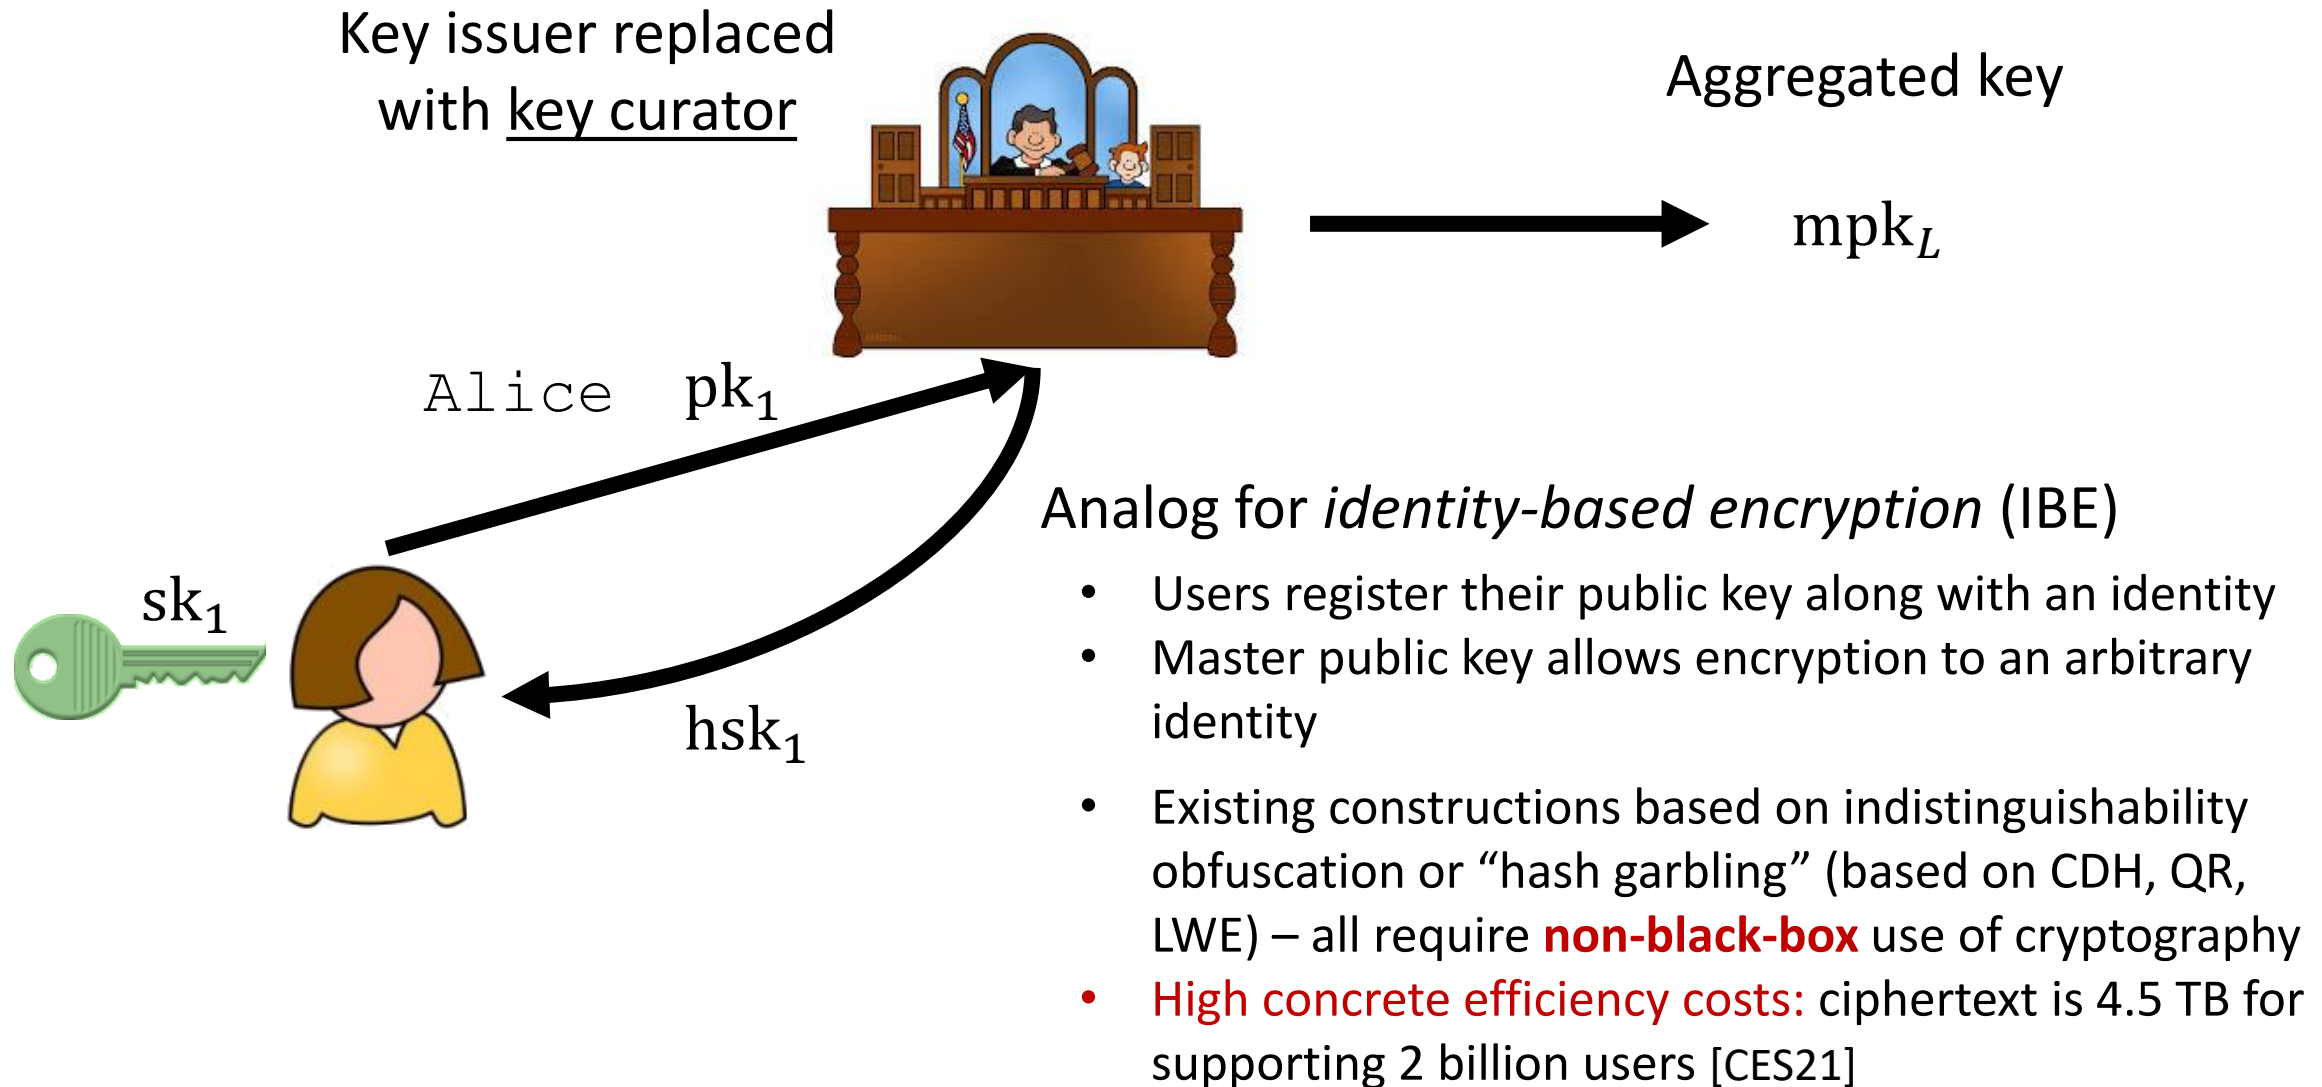 Key issuer replaced
with key curator
Aggregated key
mpk_L
Alice pk₁
sk₁
hsk₁
Analog for identity-based encryption (IBE)
• Users register their public key along with an identity
• Master public key allows encryption to an arbitrary
identity
• Existing constructions based on indistinguishability
obfuscation or “hash garbling” (based on CDH, QR,
LWE) – all require non-black-box use of cryptography
• High concrete efficiency costs: ciphertext is 4.5 TB for
supporting 2 billion users [CES21]